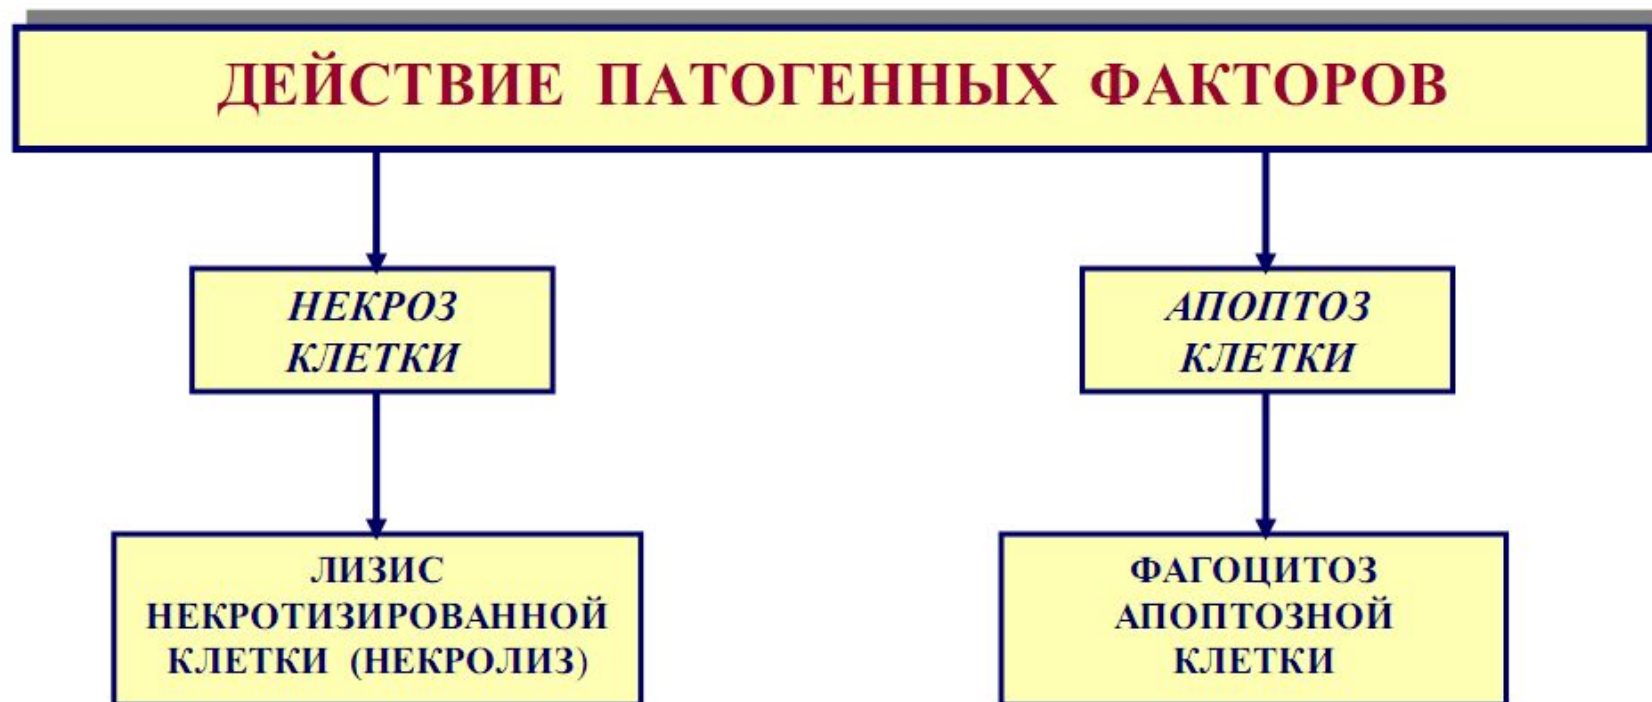 ДЕЙСТВИЕ ПАТОГЕННЫХ ФАКТОРОВ
НЕКРОЗ
КЛЕТКИ
АПОПТОЗ
КЛЕТКИ
ЛИЗИС
НЕКРОТИЗИРОВАННОЙ
КЛЕТКИ (НЕКРОЛИЗ)
ФАГОЦИТОЗ
АПОПТОЗНОЙ
КЛЕТКИ